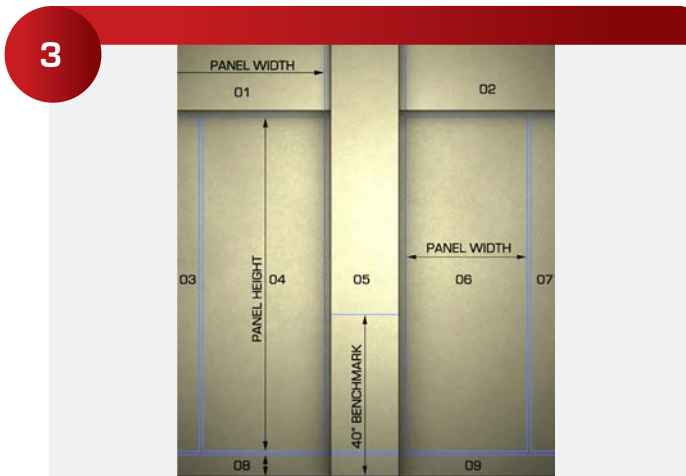 3
PANEL WIDTH
01
02
PANEL WIDTH
03
PANEL HEIGHT
04
05
06
07
40" BENCHMARK
08
09